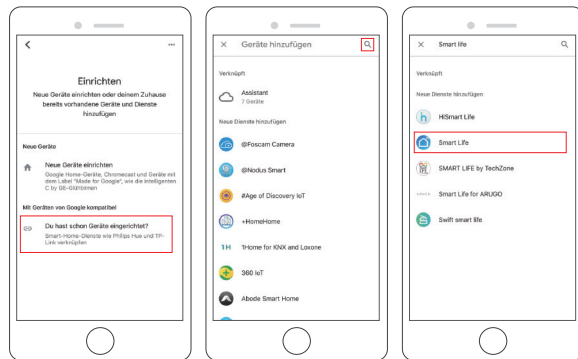 Einrichten
Neue Geräte einrichten oder deinem Zuhause
bereits vorhandene Geräte und Dienste
hinzufügen
Neue Geräte
Neue Geräte einrichten
Google Home-Geräte, Chromecast und Geräte mit
dem Label "Made for Google", wie die intelligenten
C by GE-Glühbirnen
Mit Geräten von Google kompatibel
Du hast schon Geräte eingerichtet?
Smart-Home-Dienste wie Philips Hue und TP-
Link verknüpfen
Geräte hinzufügen
Verknüpft
Assistant
7 Geräte
Neue Dienste hinzufügen
@Foscam Camera
@Nodus Smart
#Age of Discovery IoT
+HomeHome
1H 1Home for KNX and Loxone
360 IoT
Abode Smart Home
Smart life
Verknüpft
Neue Dienste hinzufügen
h HiSmart Life
Smart Life
SMART LIFE by TechZone
Smart Life for ARUGO
Swift smart life